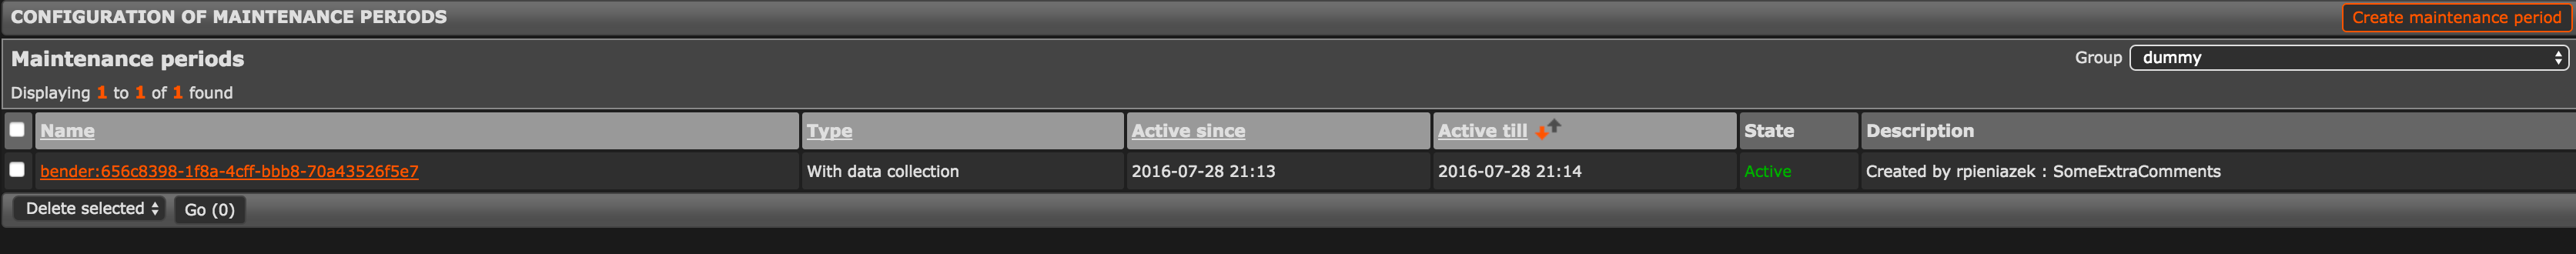 CONFIGURATION OF MAINTENANCE PERIODS
Create maintenance period
Maintenance periods
Group dummy
Displaying 1 to 1 of 1 found
Name Type Active since Active till State Description
bender:656c8398-1f8a-4cff-bbb8-70a43526f5e7 With data collection 2016-07-28 21:13 2016-07-28 21:14 Active Created by rpieniazek : SomeExtraComments
Delete selected Go (0)